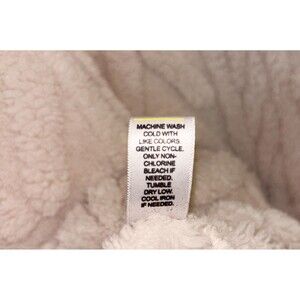 MACHINE WASH
COLD WITH
LIKE COLORS
GENTLE CYCLE,
ONLY NON-
CHLORINE
BLEACH IF
NEEDED.
TUMBLE
DRY LOW.
COOL IRON
IF NEEDED.